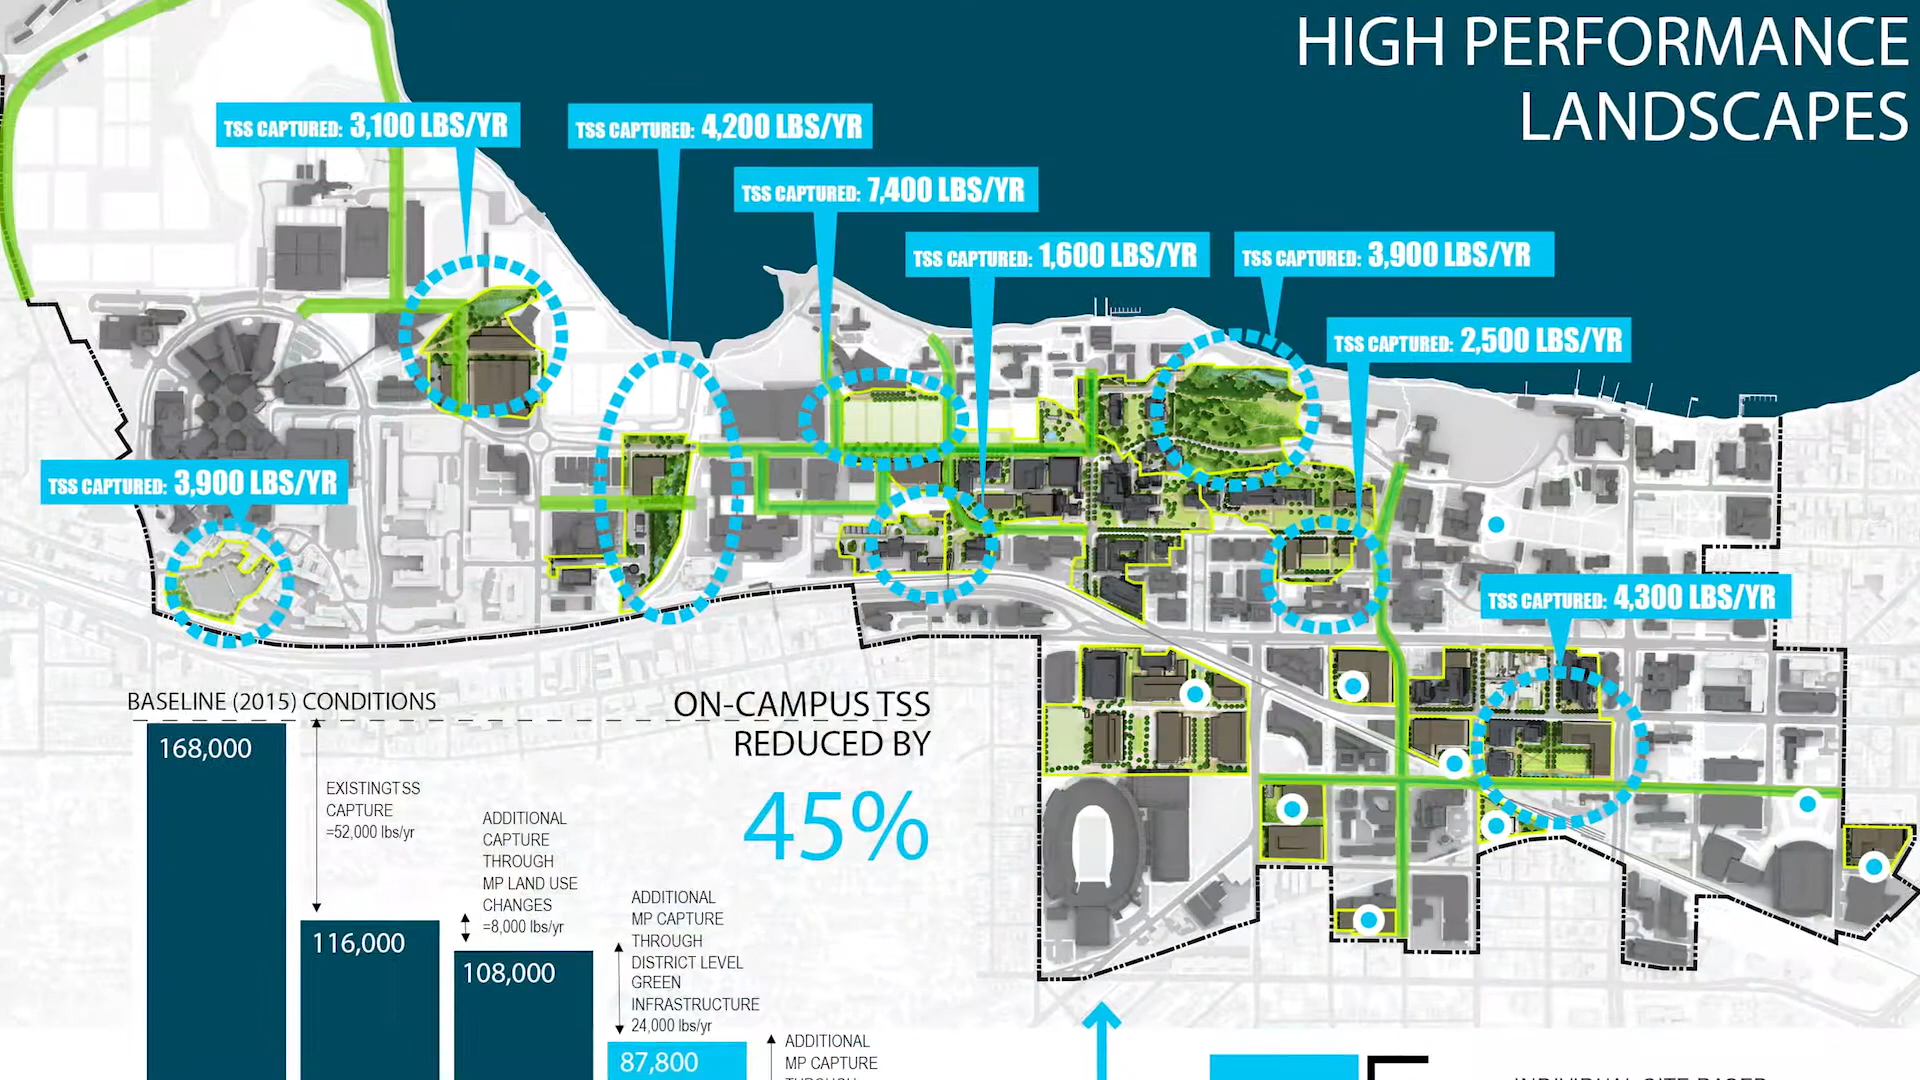 HIGH PERFORMANCE
LANDSCAPES
TSS CAPTURED: 3,100 LBS/YR
TSS CAPTURED: 4,200 LBS/YR
TSS CAPTURED: 7,400 LBS/YR
TSS CAPTURED: 1,600 LBS/YR
TSS CAPTURED: 3,900 LBS/YR
TSS CAPTURED: 2,500 LBS/YR
TSS CAPTURED: 3,900 LBS/YR
TSS CAPTURED: 4,300 LBS/YR
BASELINE (2015) CONDITIONS
ON-CAMPUS TSS
REDUCED BY
45%
168,000
EXISTINGTSS
CAPTURE
=52,000 lbs/yr
116,000
ADDITIONAL
CAPTURE
THROUGH
MP LAND USE
CHANGES
=8,000 lbs/yr
108,000
ADDITIONAL
MP CAPTURE
THROUGH
DISTRICT LEVEL
GREEN
INFRASTRUCTURE
24,000 lbs/yr
87,800
ADDITIONAL
MP CAPTURE